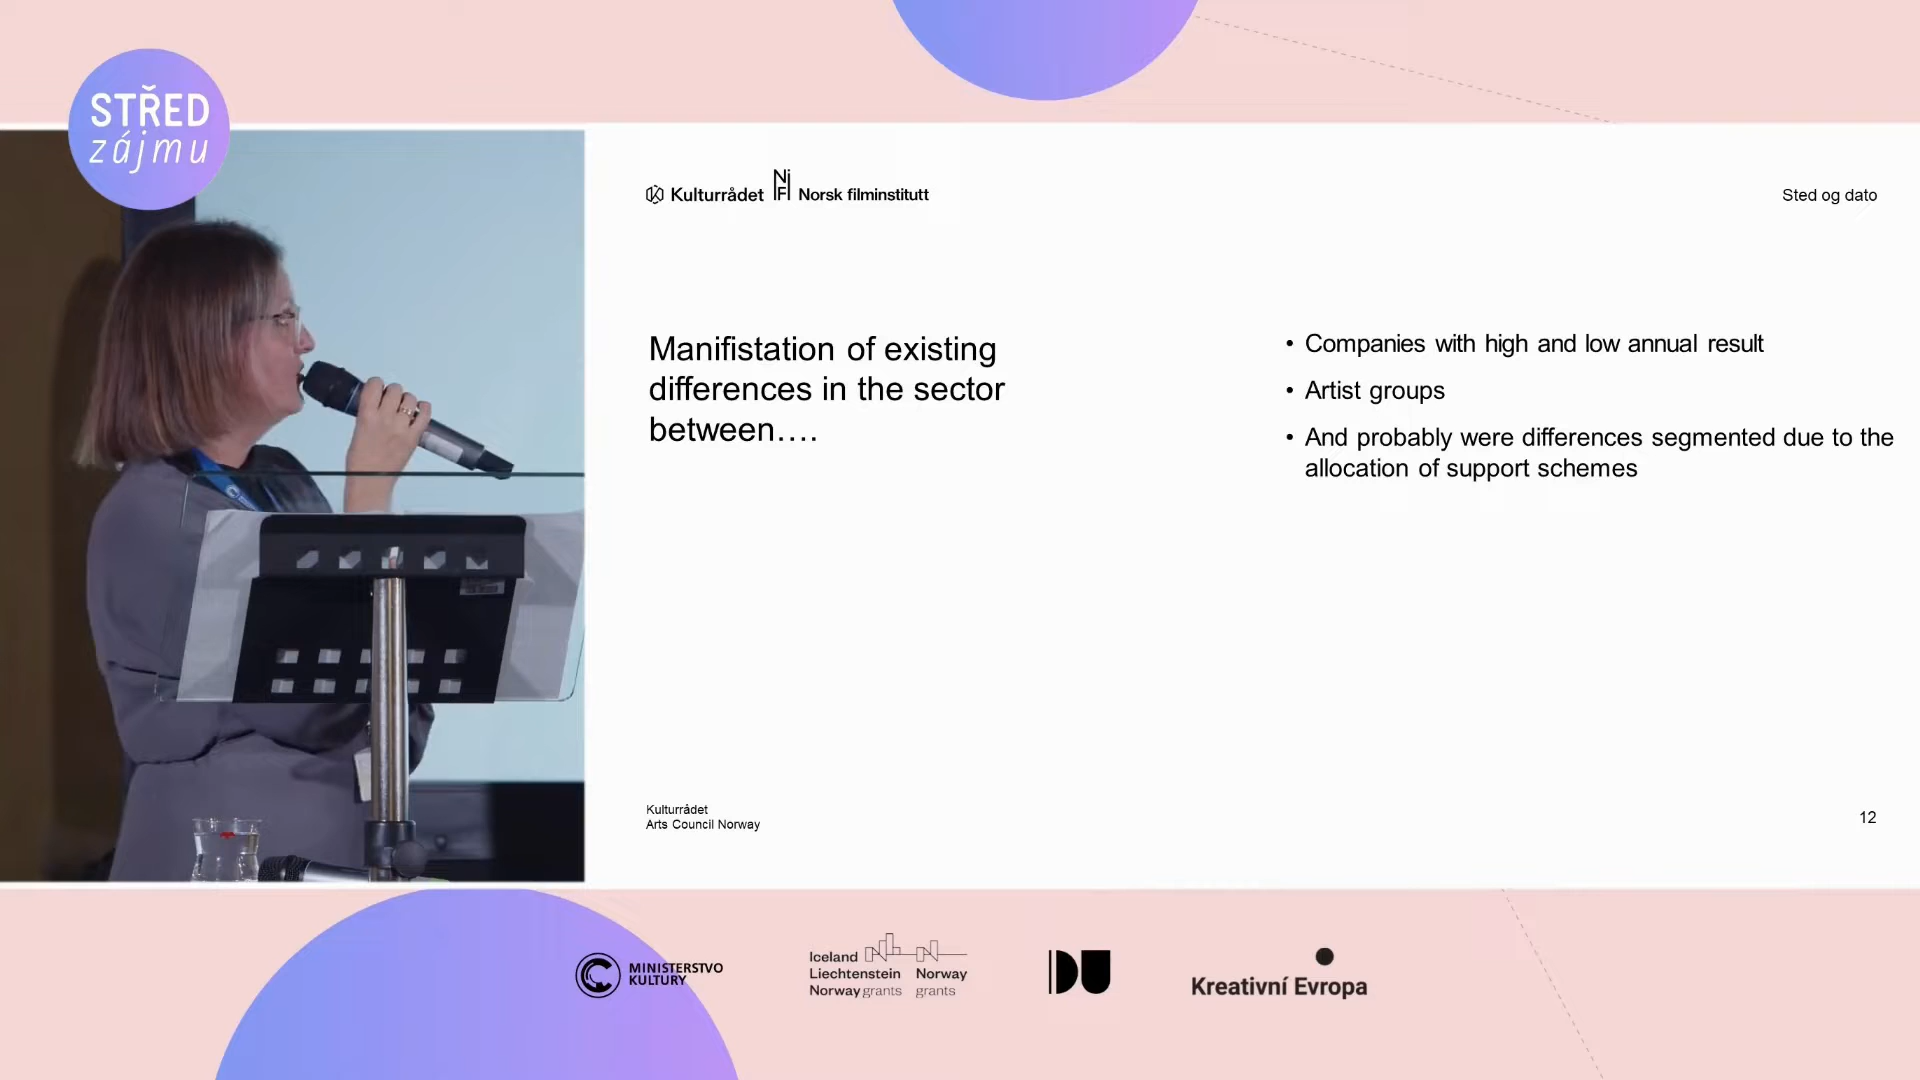 STŘED
zájmu
Kulturrådet
Norsk filminstitutt
Sted og dato
Manifistation of existing
differences in the sector
between….
• Companies with high and low annual result
• Artist groups
• And probably were differences segmented due to the
allocation of support schemes
Kulturrådet
Arts Council Norway
12
MINISTERSTVO
KULTURY
Iceland
Liechtenstein
Norway grants
Norway
grants
DU
Kreativní Evropa